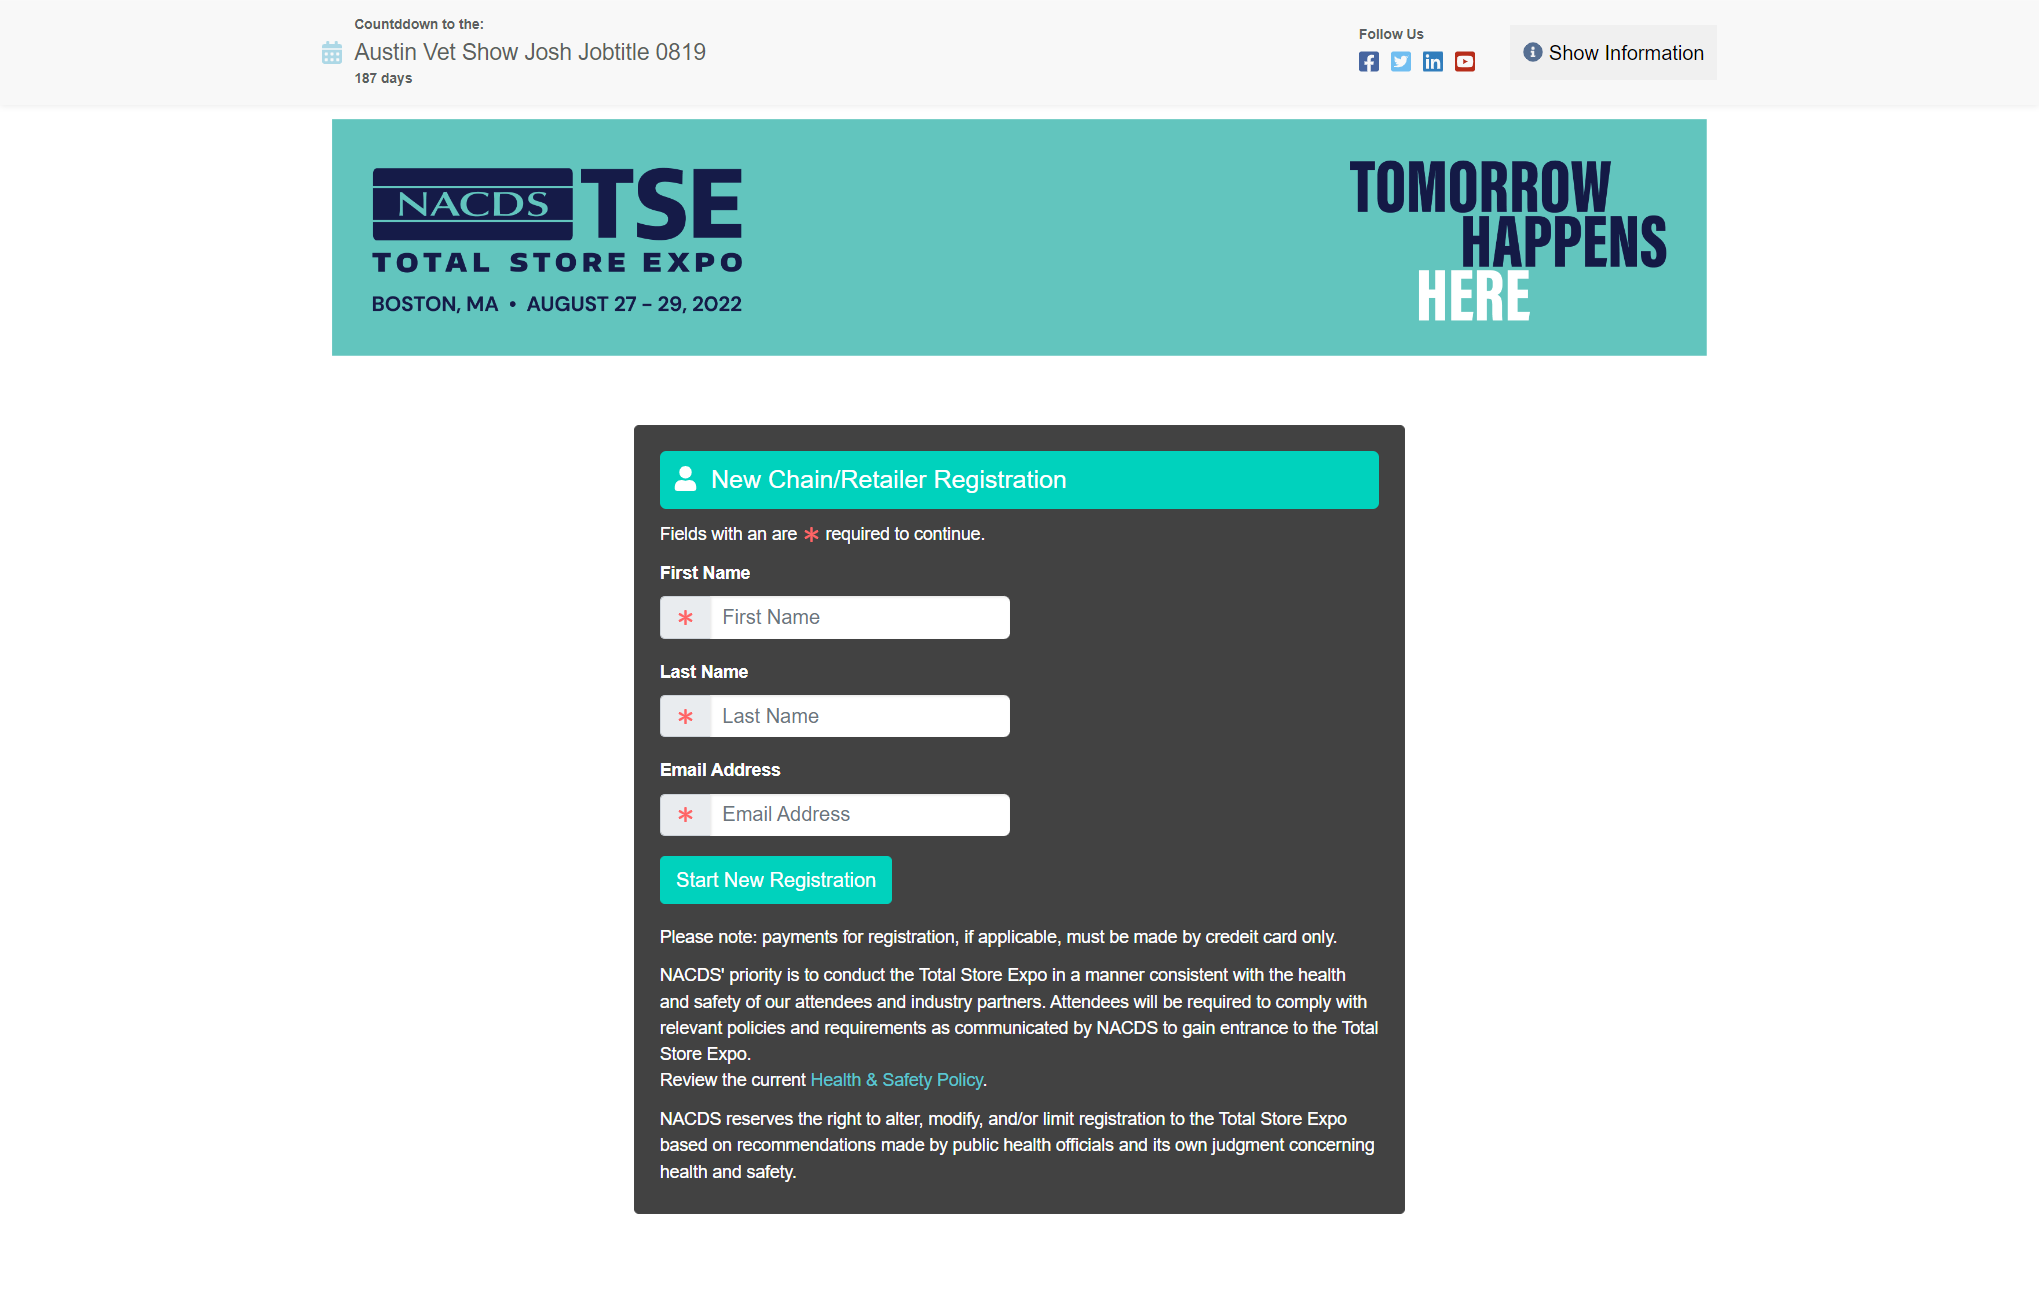 Countddown to the:
Austin Vet Show Josh Jobtitle 0819
187 days
Follow Us
Show Information
NACDS TSE
TOTAL STORE EXPO
BOSTON, MA • AUGUST 27 – 29, 2022
TOMORROW
HAPPENS
HERE
New Chain/Retailer Registration
Fields with an are * required to continue.
First Name
* First Name
Last Name
* Last Name
Email Address
* Email Address
Start New Registration
Please note: payments for registration, if applicable, must be made by credeit card only.
NACDS' priority is to conduct the Total Store Expo in a manner consistent with the health
and safety of our attendees and industry partners. Attendees will be required to comply with
relevant policies and requirements as communicated by NACDS to gain entrance to the Total
Store Expo.
Review the current Health & Safety Policy.
NACDS reserves the right to alter, modify, and/or limit registration to the Total Store Expo
based on recommendations made by public health officials and its own judgment concerning
health and safety.